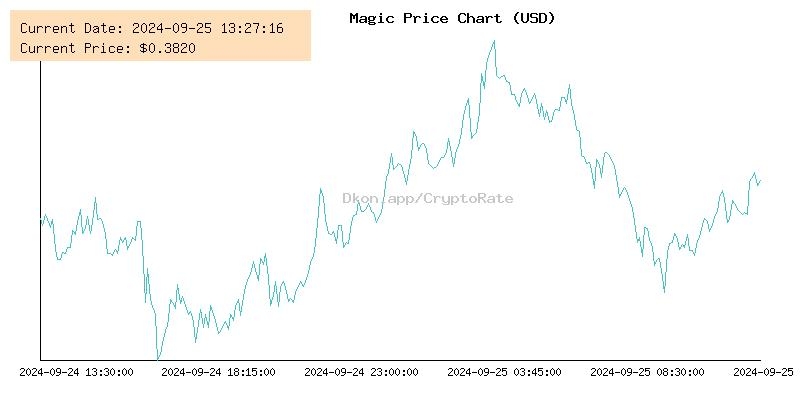 Magic Price Chart (USD)
Current Date: 2024-09-25 13:27:16
Current Price: $0.3820
Dkon.app/CryptoRate
2024-09-24 13:30:00 2024-09-24 18:15:00 2024-09-24 23:00:00 2024-09-25 03:45:00 2024-09-25 08:30:00 2024-09-25